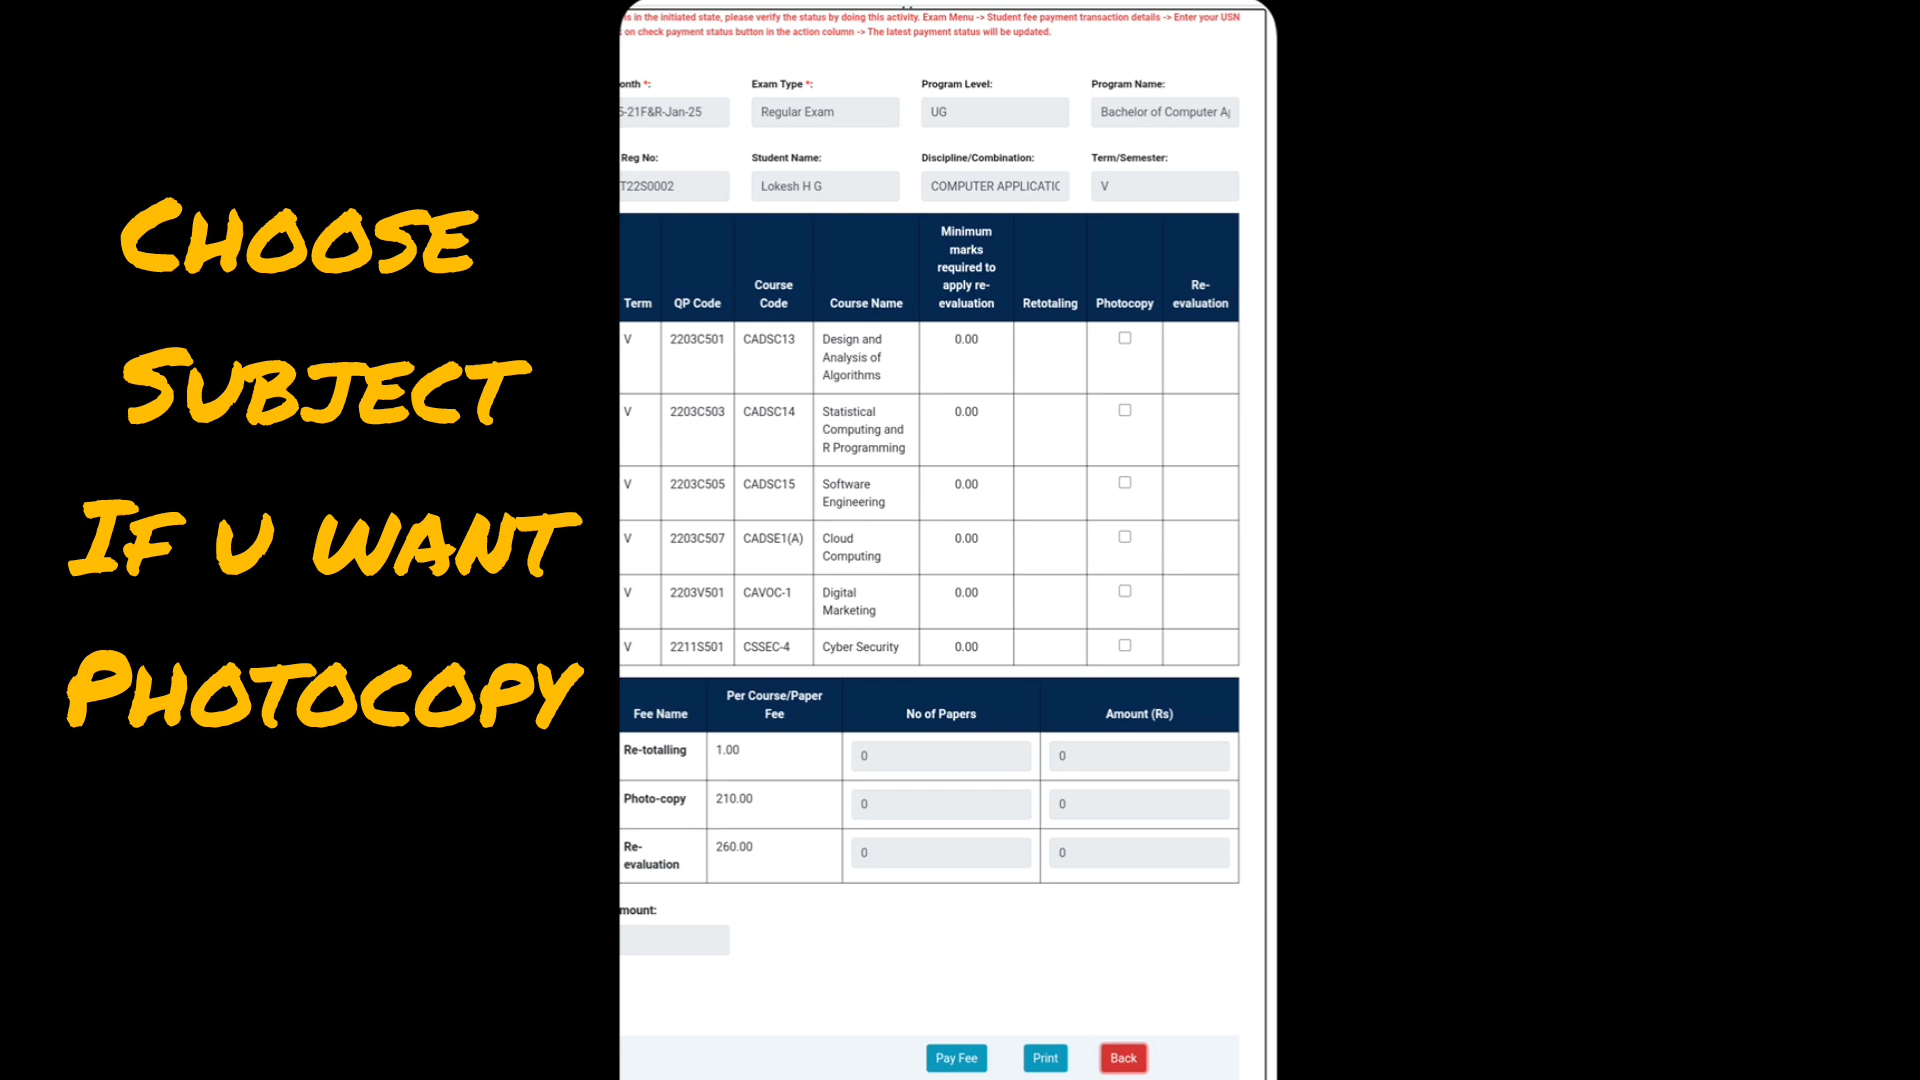 Choose
Subject
If u want
Photocopy
is in the initiated state, please verify the status by doing this activity. Exam Menu -> Student fee payment transaction details -> Enter your USN
on check payment status button in the action column -> The latest payment status will be updated.
onth *: Exam Type *: Program Level: Program Name:
-21F&R-Jan-25 Regular Exam UG Bachelor of Computer A
Reg No: Student Name: Discipline/Combination: Term/Semester:
T22S0002 Lokesh H G COMPUTER APPLICATIC V
Minimum
marks
required to
apply re-
evaluation
Term QP Code Course Code Course Name Retotaling Photocopy Re-evaluation
V 2203C501 CADSC13 Design and 0.00
Analysis of
Algorithms
V 2203C503 CADSC14 Statistical 0.00
Computing and
R Programming
V 2203C505 CADSC15 Software 0.00
Engineering
V 2203C507 CADSE1(A) Cloud 0.00
Computing
V 2203V501 CAVOC-1 Digital 0.00
Marketing
V 2211S501 CSSEC-4 Cyber Security 0.00
Per Course/Paper
Fee Name Fee No of Papers Amount (Rs)
Re-totalling 1.00 0 0
Photo-copy 210.00 0 0
Re- 260.00 0 0
evaluation
mount:
Pay Fee Print Back